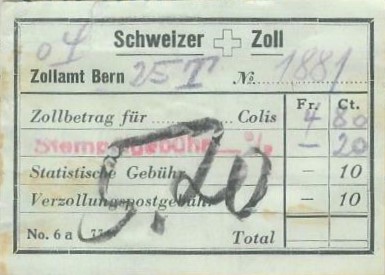 Schweizer Zoll
Zollamt Bern 25 T No. 1881
Fr. Ct.
Zollbetrag für ........... Colis 4 80
Stempelgebühr — 20
Statistische Gebühr — 10
Verzollungspostgebühr — 10
5.20
No. 6 a
Total